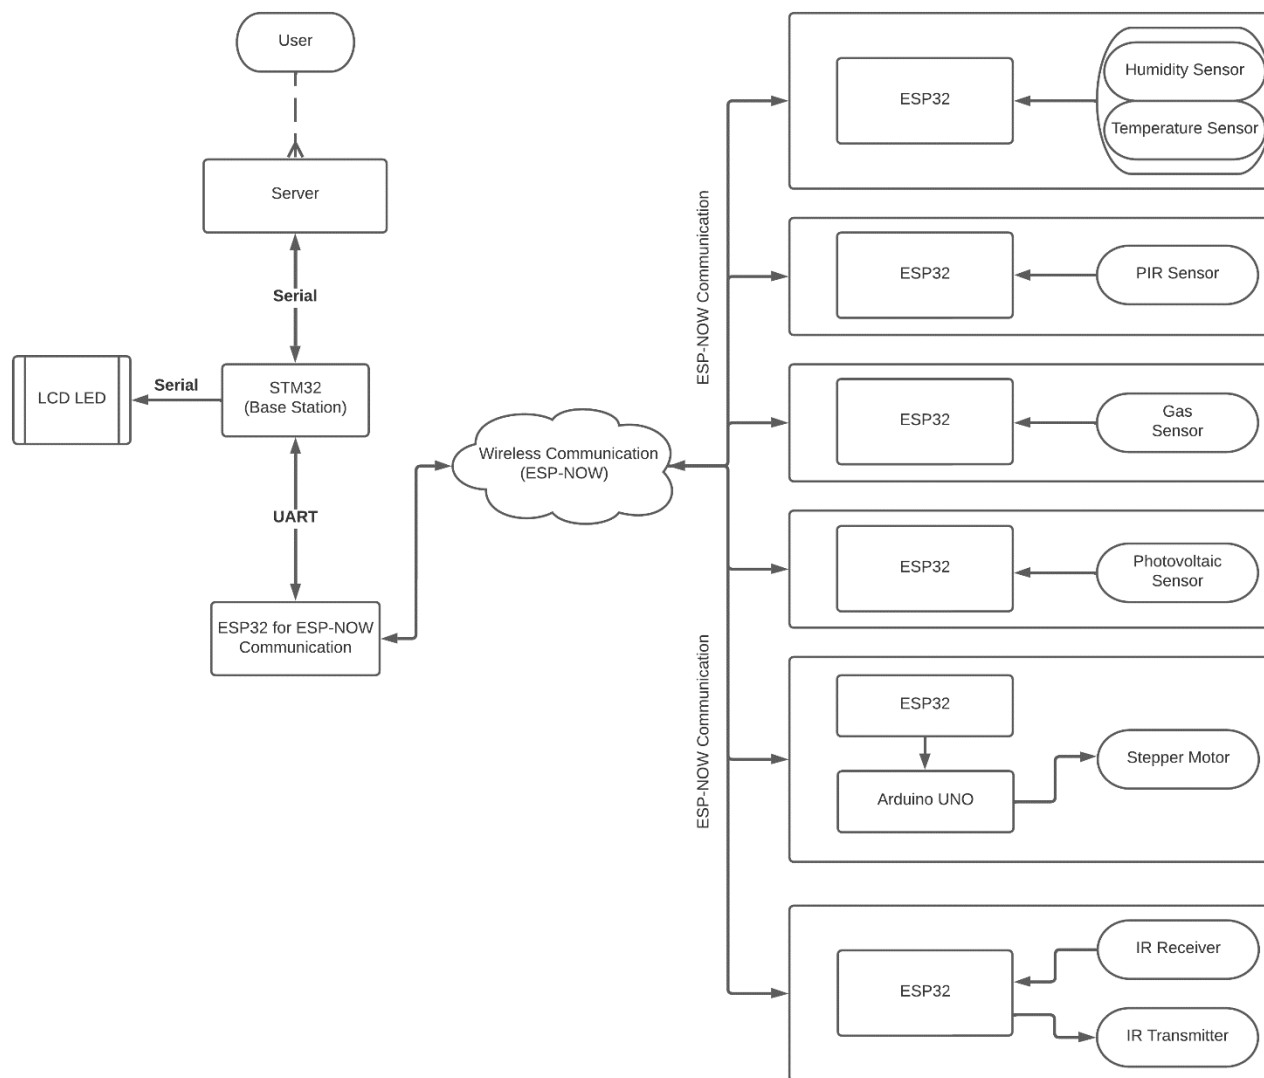 User
Server
Serial
LCD LED
Serial
STM32
(Base Station)
UART
ESP32 for ESP-NOW
Communication
Wireless Communication
(ESP-NOW)
ESP-NOW Communication
ESP-NOW Communication
ESP32
Humidity Sensor
Temperature Sensor
ESP32
PIR Sensor
ESP32
Gas
Sensor
ESP32
Photovoltaic
Sensor
ESP32
Arduino UNO
Stepper Motor
ESP32
IR Receiver
IR Transmitter